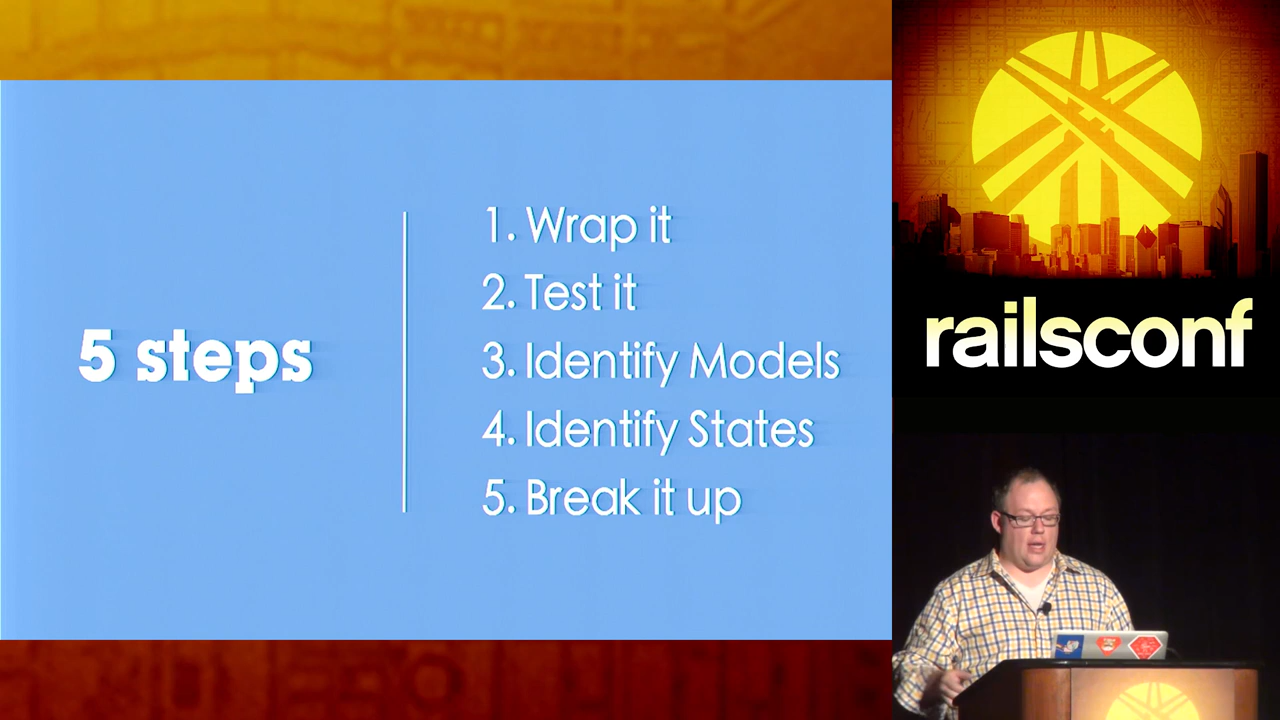 5 steps
1. Wrap it
2. Test it
3. Identify Models
4. Identify States
5. Break it up
railsconf